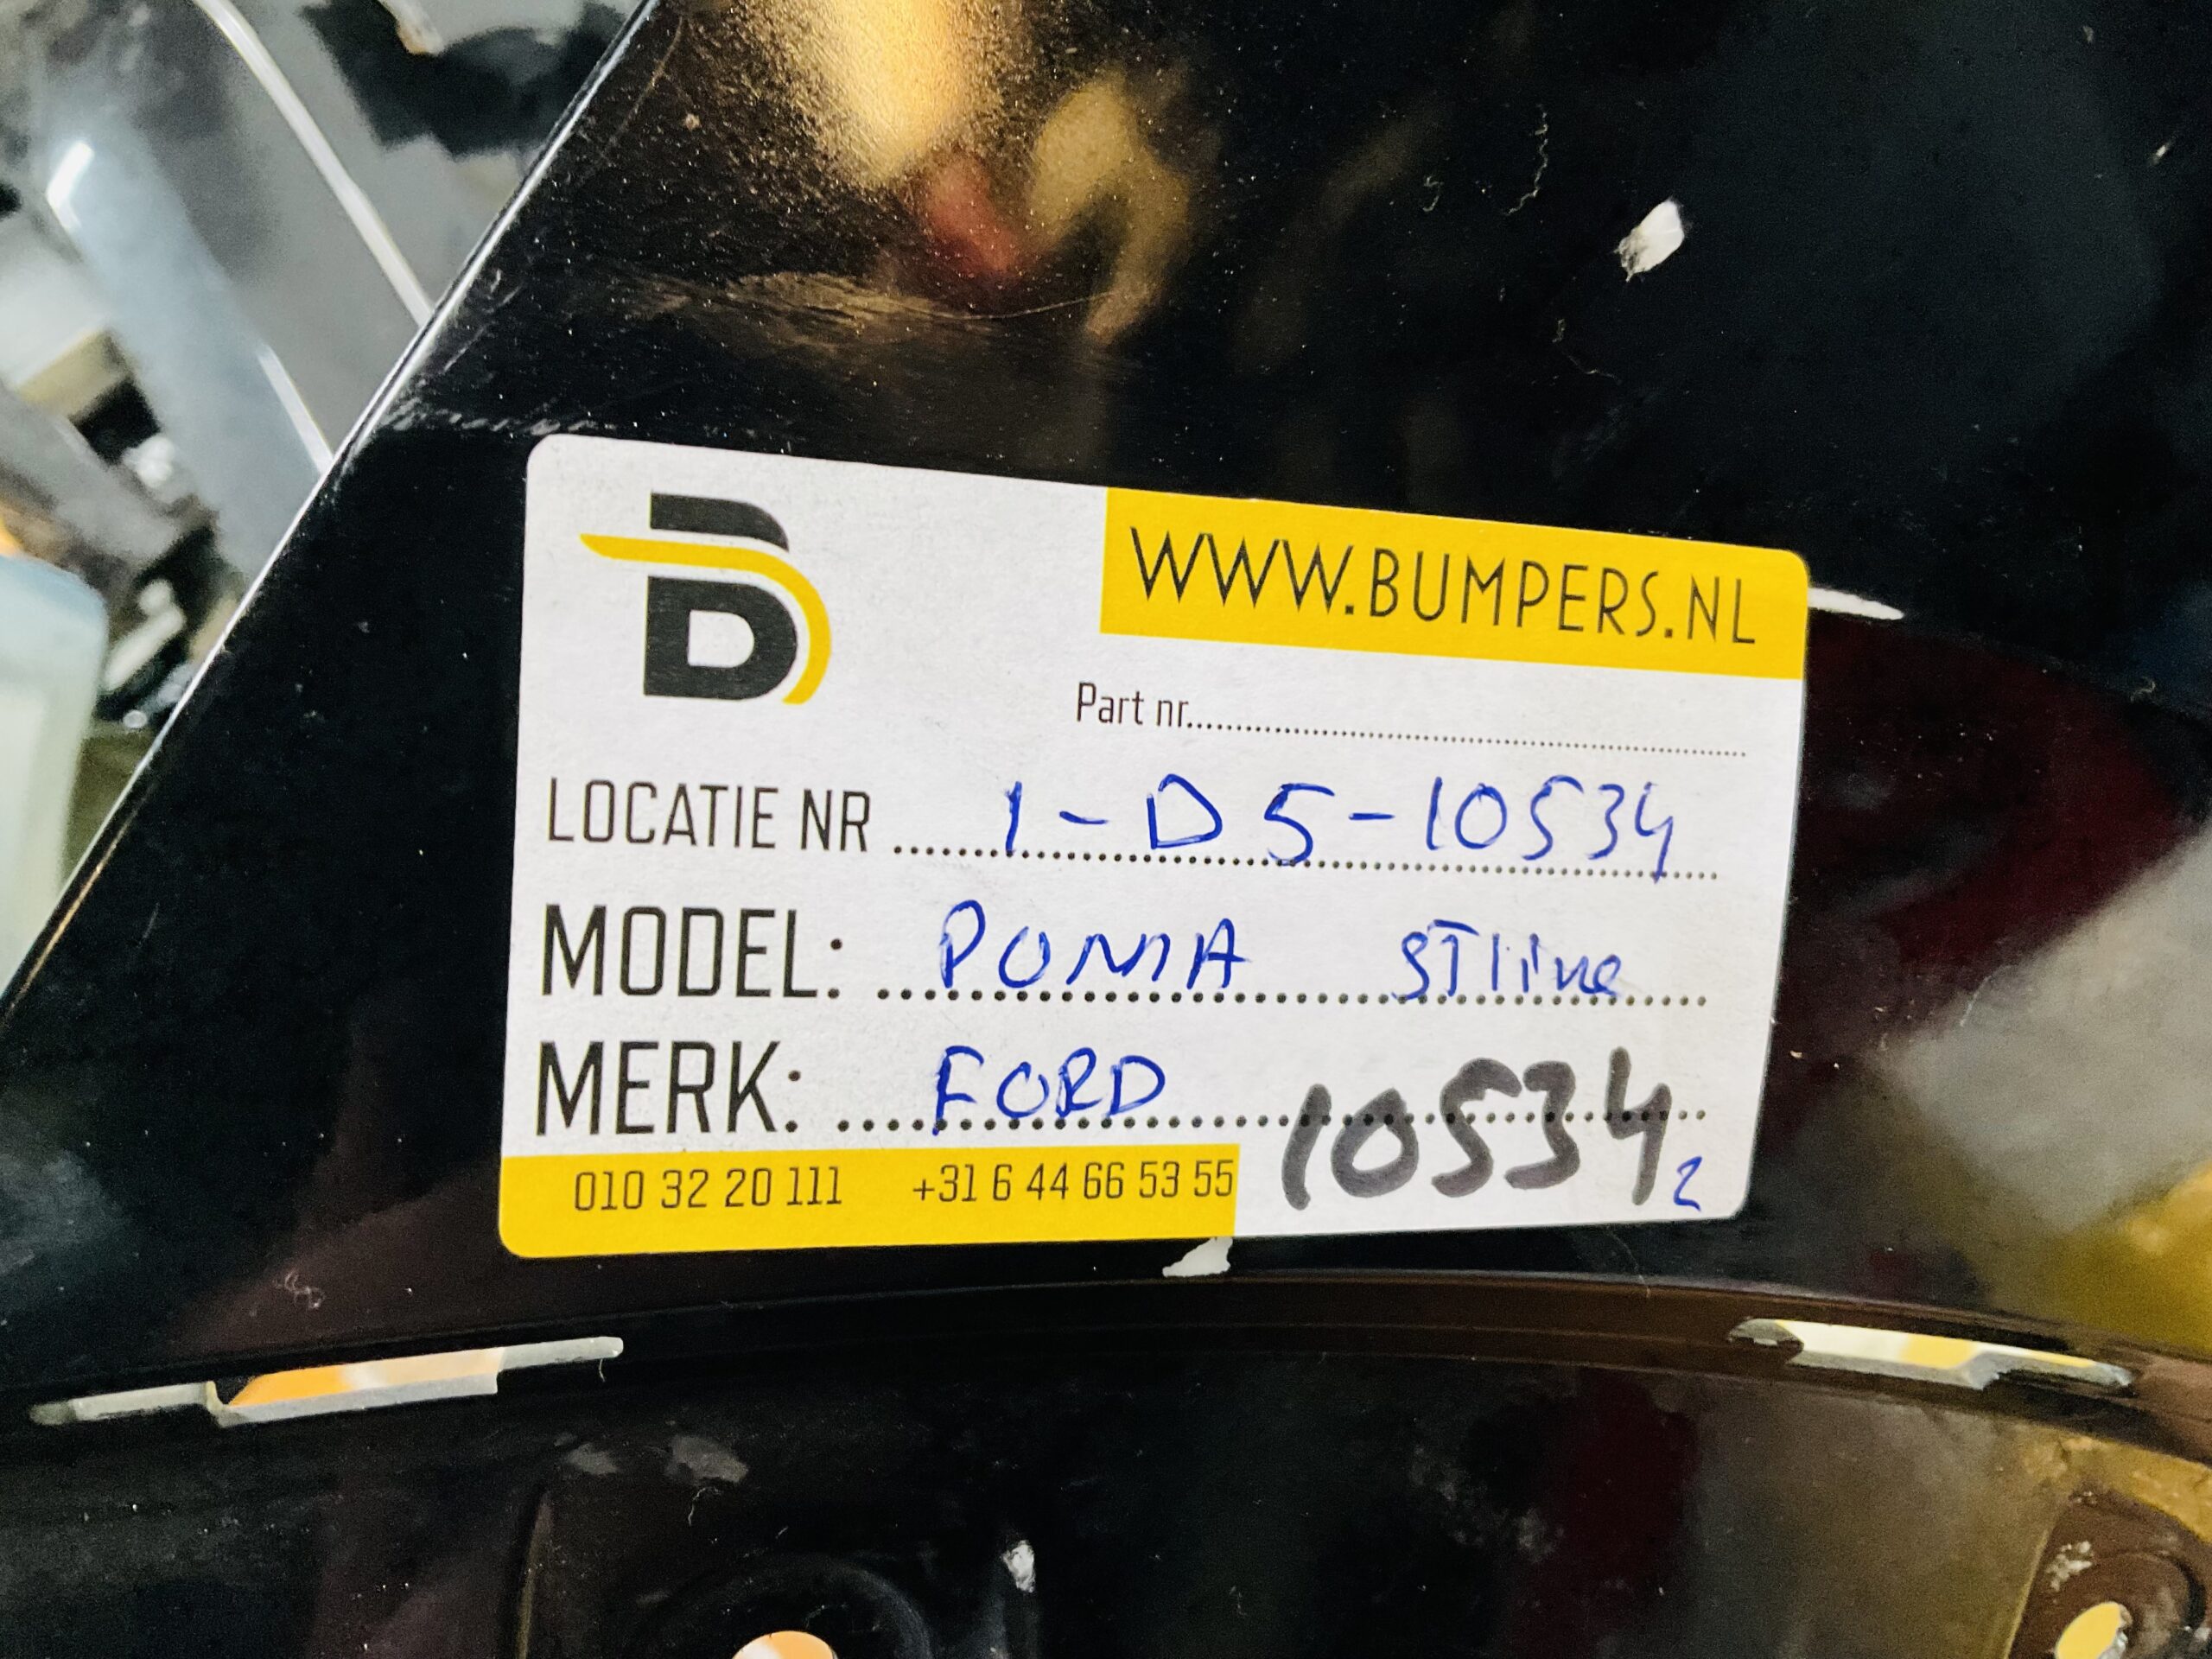 B
WWW.BUMPERS.NL
Part nr.
LOCATIE NR 1-D5-10534
MODEL: PUMA STline
MERK: FORD
10534 2
010 32 20 111 +31 6 44 66 53 55